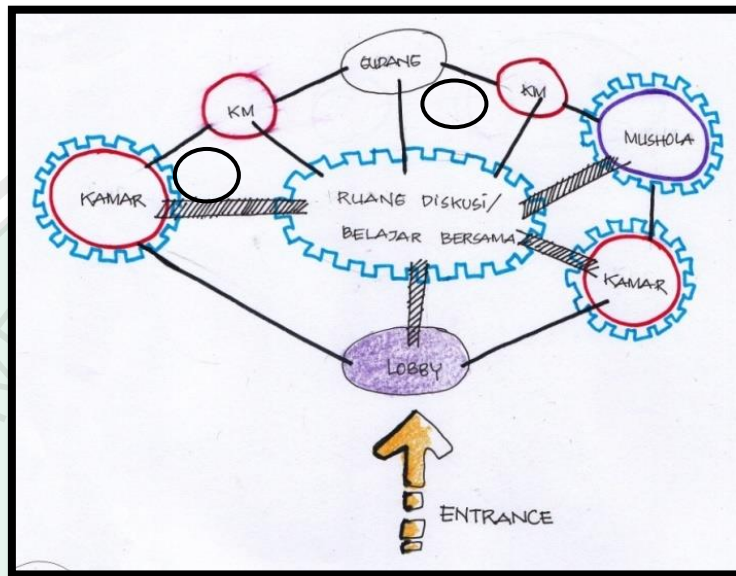 GUDANG
KM
KM
MUSHOLA
KAMAR
RUANG DISKUSI/
BELAJAR BERSAMA
KAMAR
LOBBY
ENTRANCE